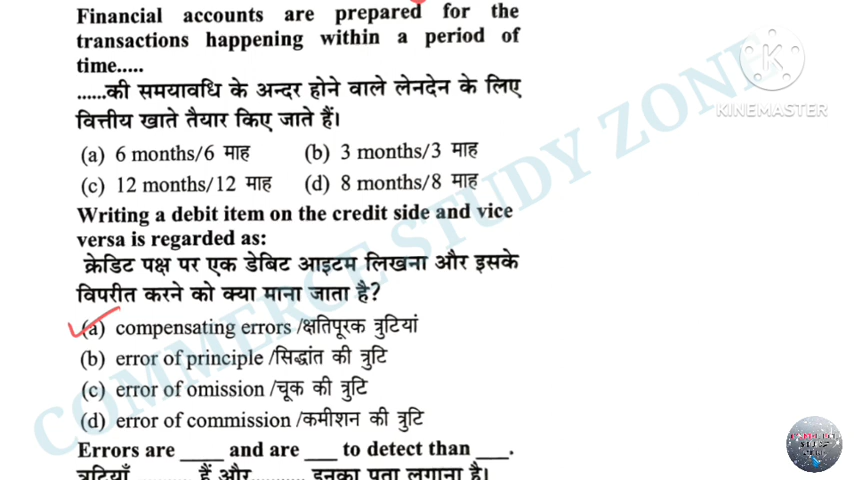 Financial accounts are prepared for the
transactions happening within a period of
time.....
......की समयावधि के अन्दर होने वाले लेनदेन के लिए
वित्तीय खाते तैयार किए जाते हैं।
(a) 6 months/6 माह (b) 3 months/3 माह
(c) 12 months/12 माह (d) 8 months/8 माह
Writing a debit item on the credit side and vice
versa is regarded as:
क्रेडिट पक्ष पर एक डेबिट आइटम लिखना और इसके
विपरीत करने को क्या माना जाता है?
(a) compensating errors /क्षतिपूरक त्रुटियां
(b) error of principle /सिद्धांत की त्रुटि
(c) error of omission /चूक की त्रुटि
(d) error of commission /कमीशन की त्रुटि
Errors are ____ and are ___ to detect than ___.
त्रुटियाँ .......... हैं और.......... इनका पता लगाना है।
COMMERCE STUDY ZONE
K
KINEMASTER